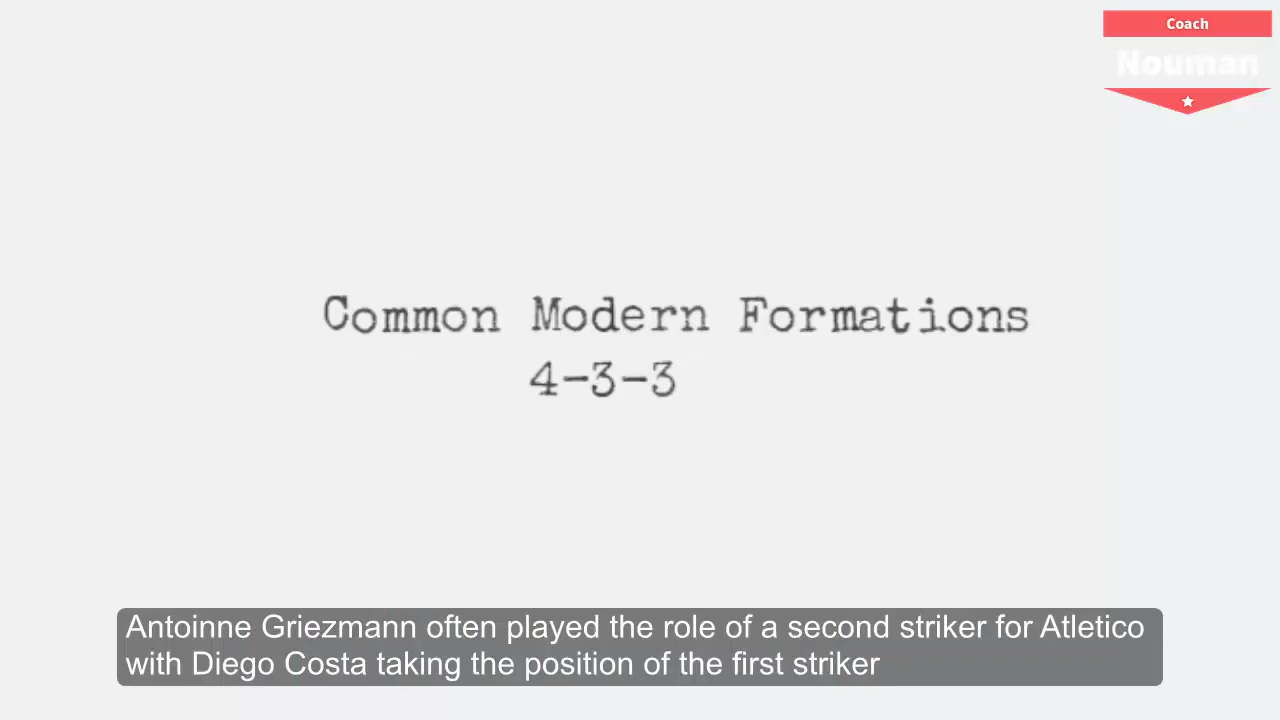 Coach
Nouman
Common Modern Formations
4-3-3
Antoinne Griezmann often played the role of a second striker for Atletico
with Diego Costa taking the position of the first striker